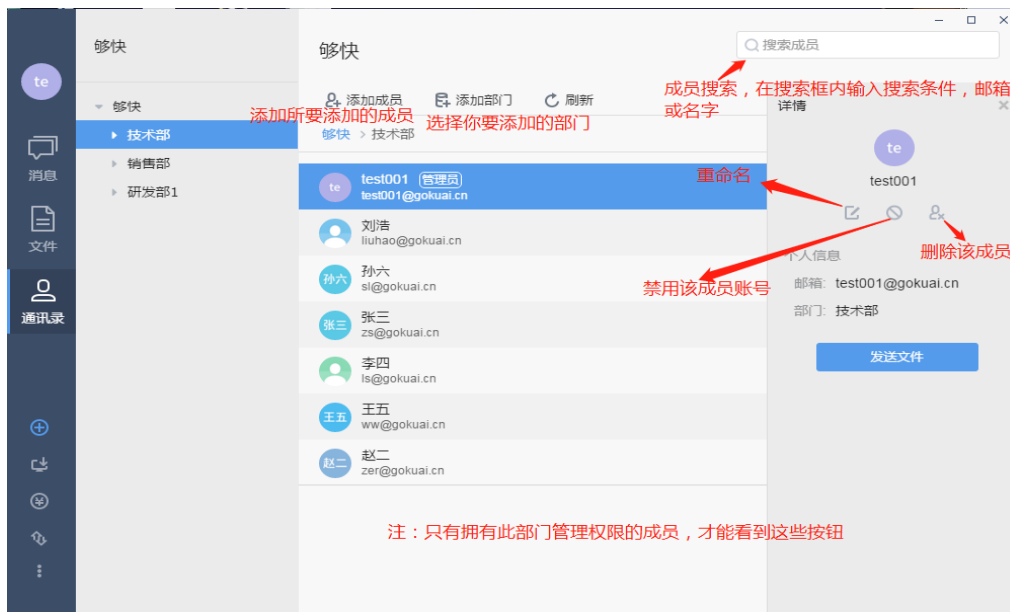 te
消息
文件
通讯录
够快
够快
技术部
销售部
研发部1
够快
搜索成员
成员搜索，在搜索框内输入搜索条件，邮箱
或名字
添加成员
添加部门
刷新
添加所要添加的成员
选择你要添加的部门
够快 > 技术部
te
test001 管理员
test001@gokuai.cn
刘浩
liuhao@gokuai.cn
孙六
孙六
sl@gokuai.cn
张三
张三
zs@gokuai.cn
李四
ls@gokuai.cn
王五
王五
ww@gokuai.cn
赵二
赵二
zer@gokuai.cn
注：只有拥有此部门管理权限的成员，才能看到这些按钮
详情
te
test001
重命名
删除该成员
禁用该成员账号
个人信息
邮箱: test001@gokuai.cn
部门: 技术部
发送文件